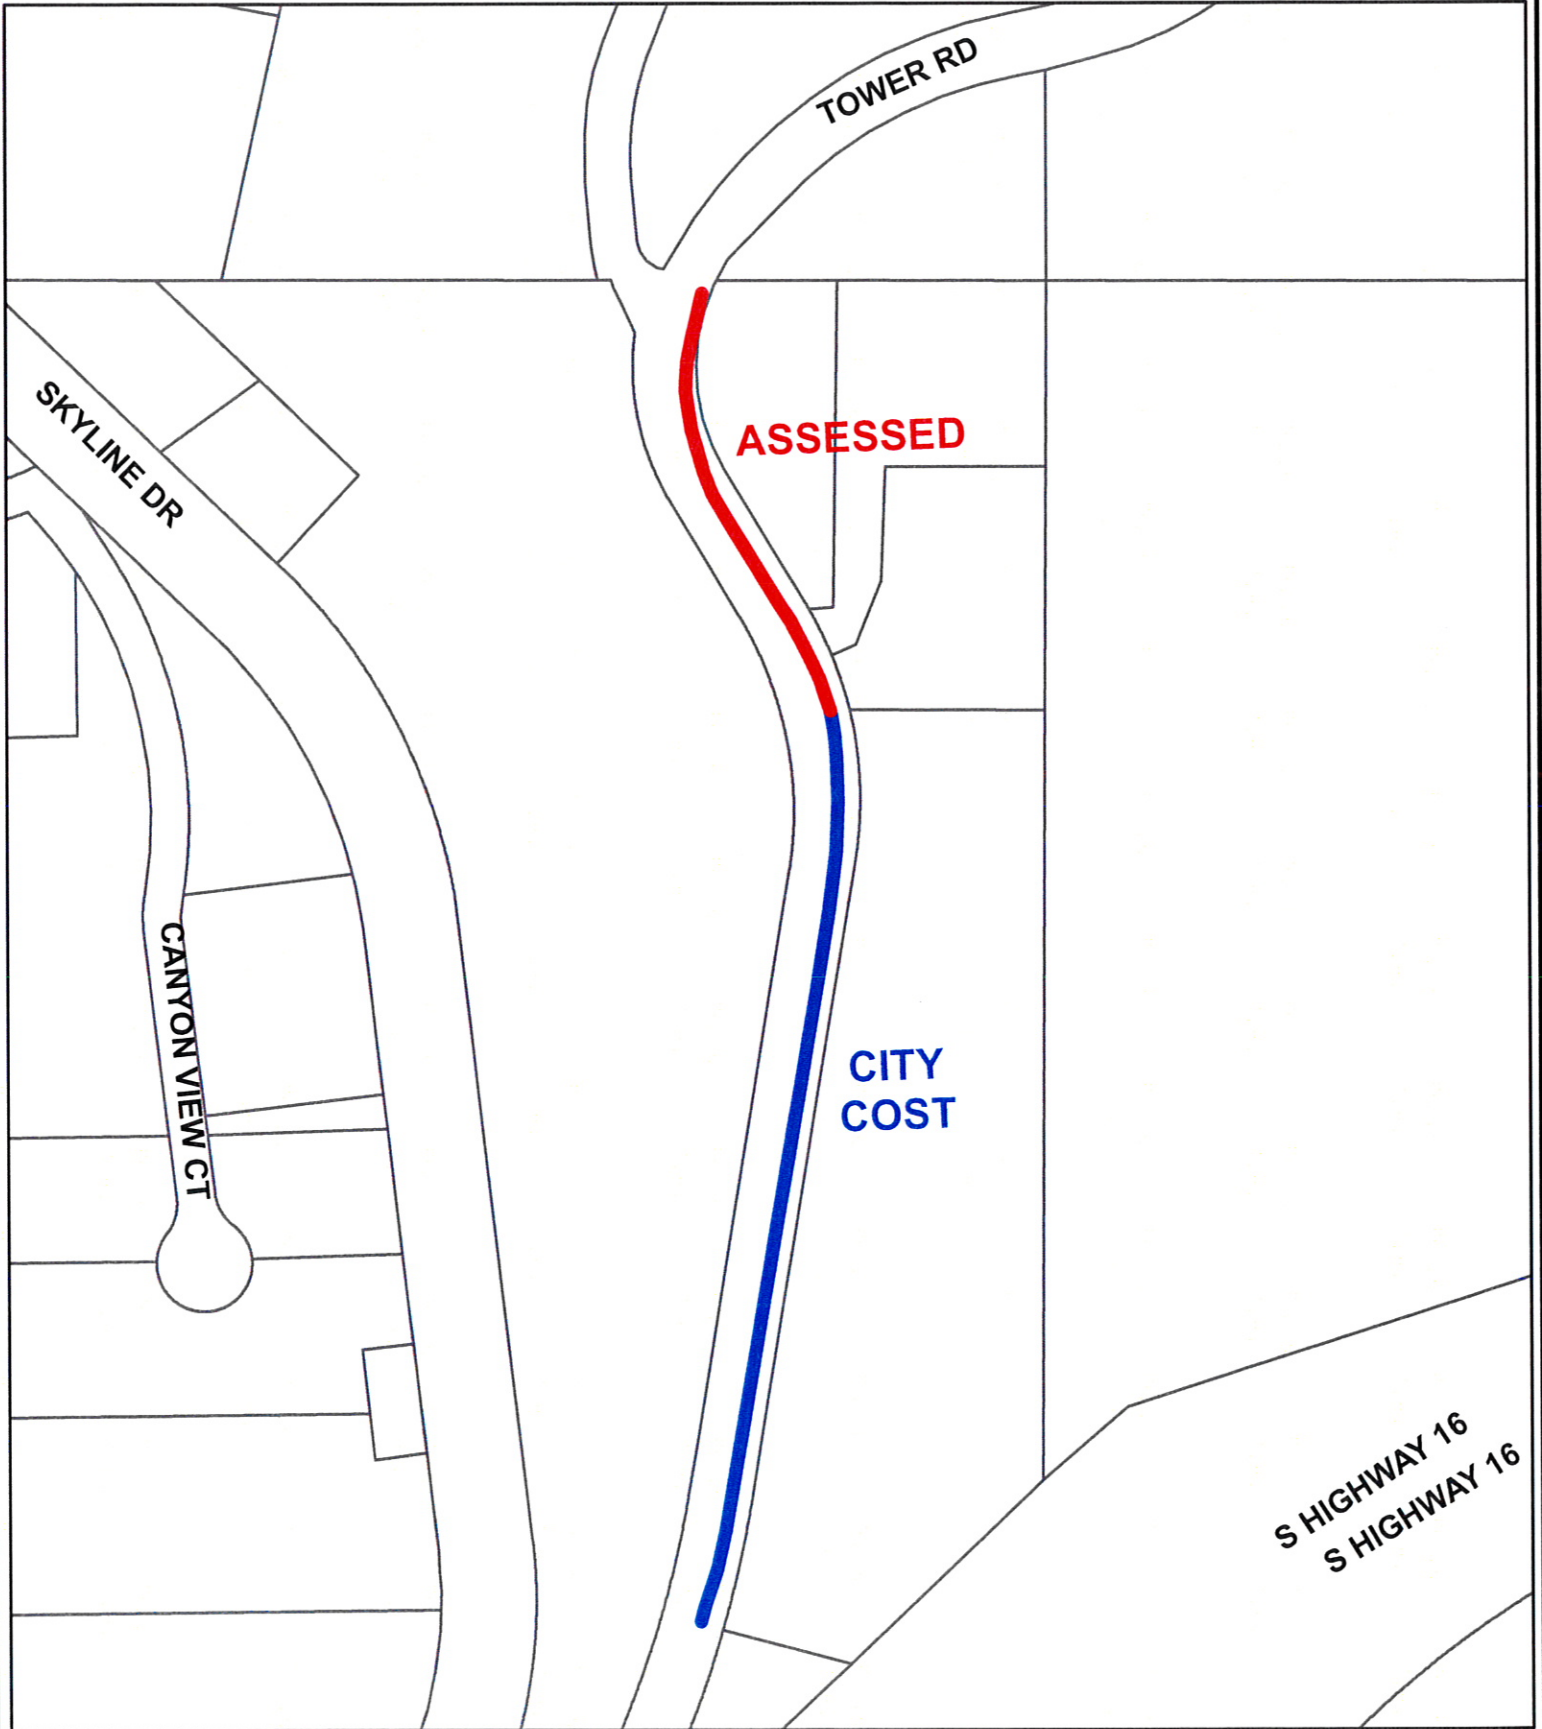 TOWER RD
SKYLINE DR
ASSESSED
CANYON VIEW CT
CITY
COST
S HIGHWAY 16
S HIGHWAY 16